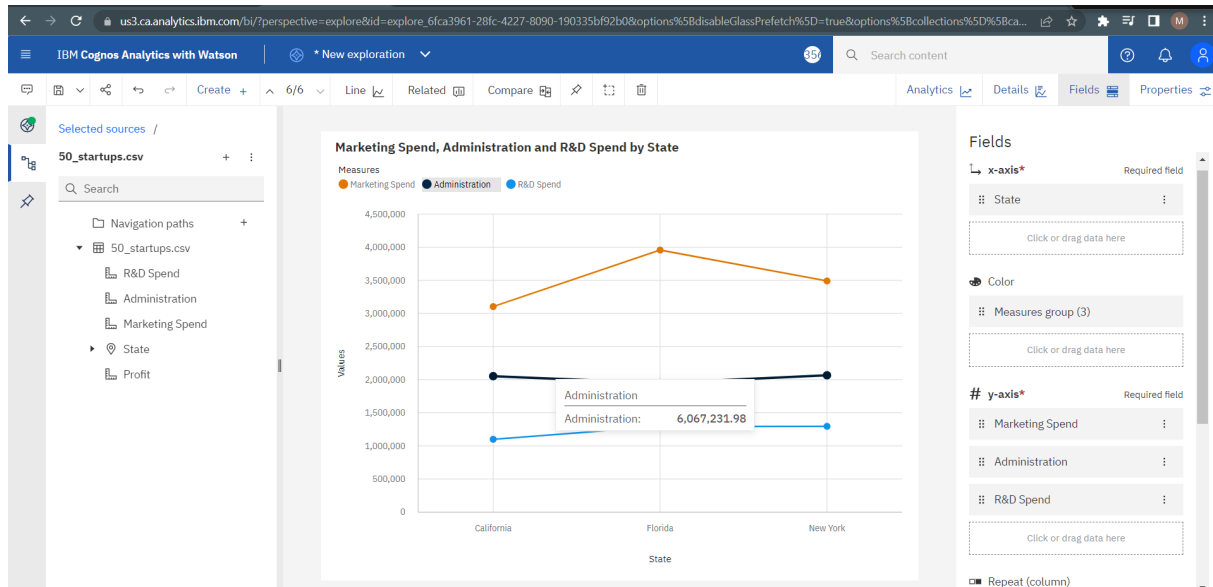 us3.ca.analytics.ibm.com/bi/?perspective=explore&id=explore_6fca3961-28fc-4227-8090-190335bf92b0&options%5BdisableGlassPrefetch%5D=true&options%5Bcollections%5D%5Bca... M
IBM Cognos Analytics with Watson * New exploration Search content
Create + 6/6 Line Related Compare Analytics Details Fields Properties
Selected sources /
50_startups.csv
Search
Navigation paths
50_startups.csv
R&D Spend
Administration
Marketing Spend
State
Profit
Marketing Spend, Administration and R&D Spend by State
Measures
Marketing Spend Administration R&D Spend
4,500,000
4,000,000
3,500,000
3,000,000
2,500,000
2,000,000
1,500,000
1,000,000
500,000
0
Values
Administration
Administration: 6,067,231.98
California Florida New York
State
Fields
x-axis* Required field
State
Click or drag data here
Color
Measures group (3)
Click or drag data here
# y-axis* Required field
Marketing Spend
Administration
R&D Spend
Click or drag data here
Repeat (column)